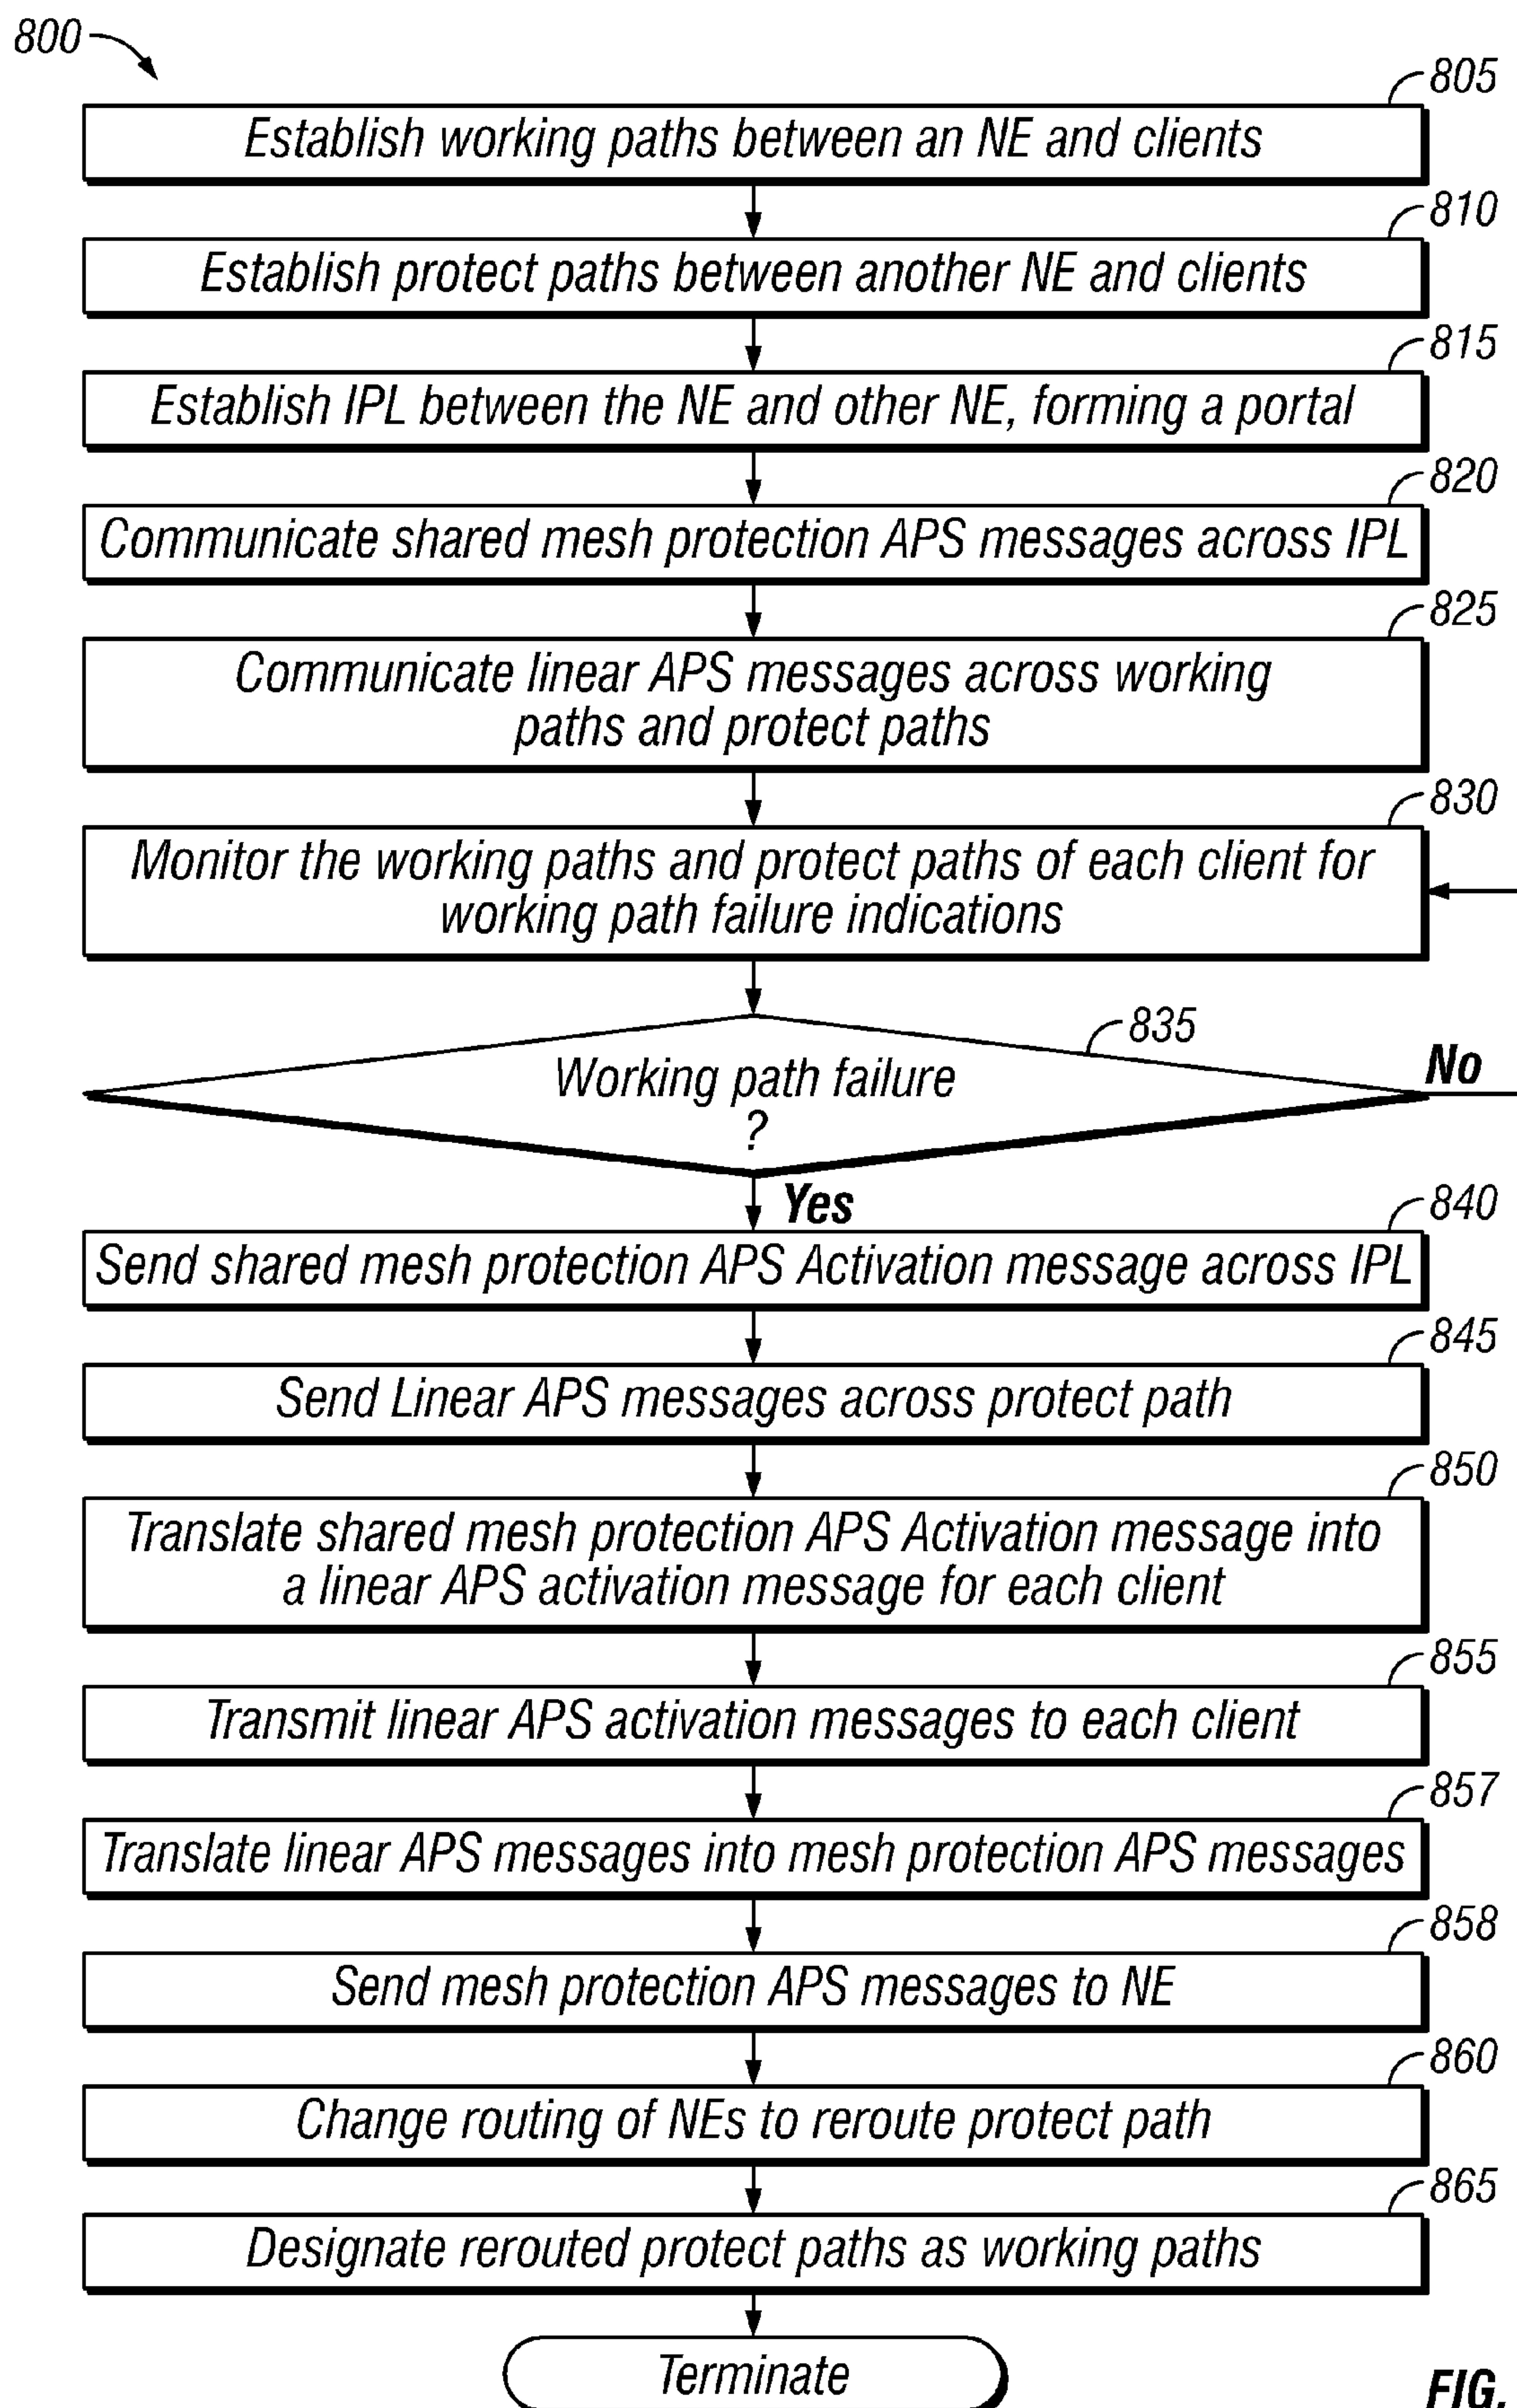 800
805
Establish working paths between an NE and clients
810
Establish protect paths between another NE and clients
815
Establish IPL between the NE and other NE, forming a portal
820
Communicate shared mesh protection APS messages across IPL
825
Communicate linear APS messages across working
paths and protect paths
830
Monitor the working paths and protect paths of each client for
working path failure indications
835
Working path failure
?
No
Yes
840
Send shared mesh protection APS Activation message across IPL
845
Send Linear APS messages across protect path
850
Translate shared mesh protection APS Activation message into
a linear APS activation message for each client
855
Transmit linear APS activation messages to each client
857
Translate linear APS messages into mesh protection APS messages
858
Send mesh protection APS messages to NE
860
Change routing of NEs to reroute protect path
865
Designate rerouted protect paths as working paths
Terminate
FIG.